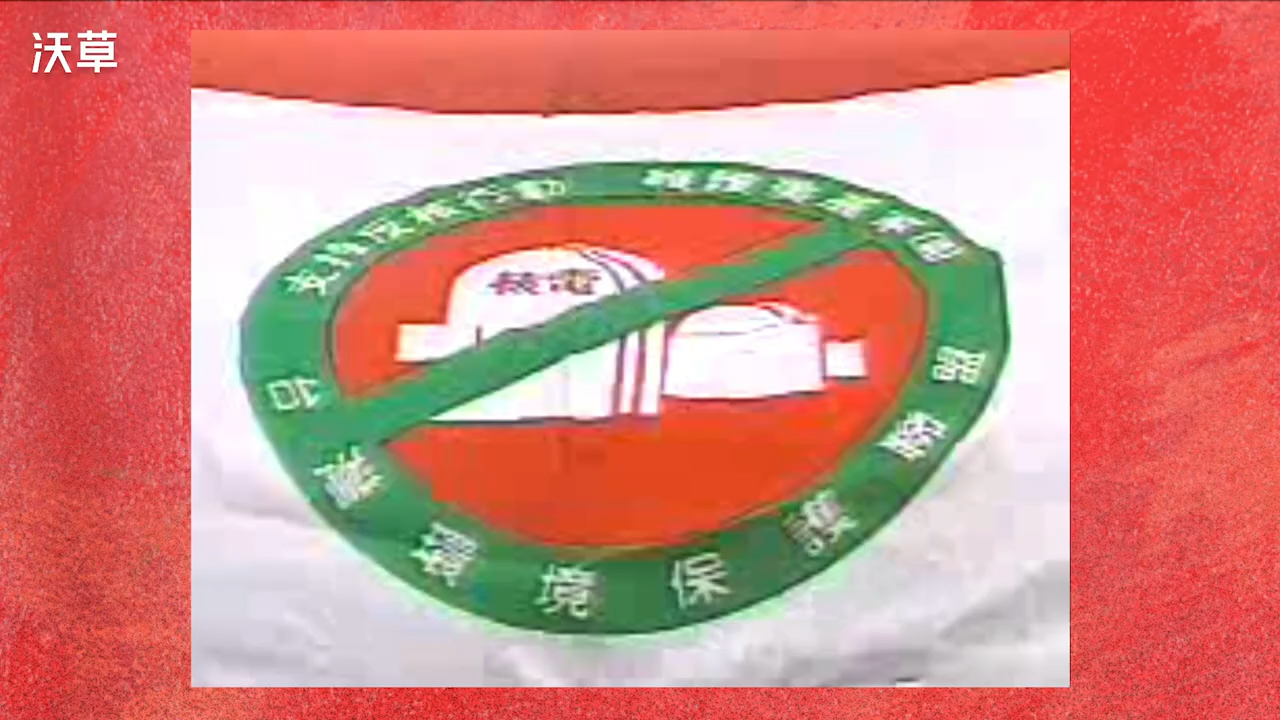 沃草
支持反核行動
核電
台灣環境保護聯盟